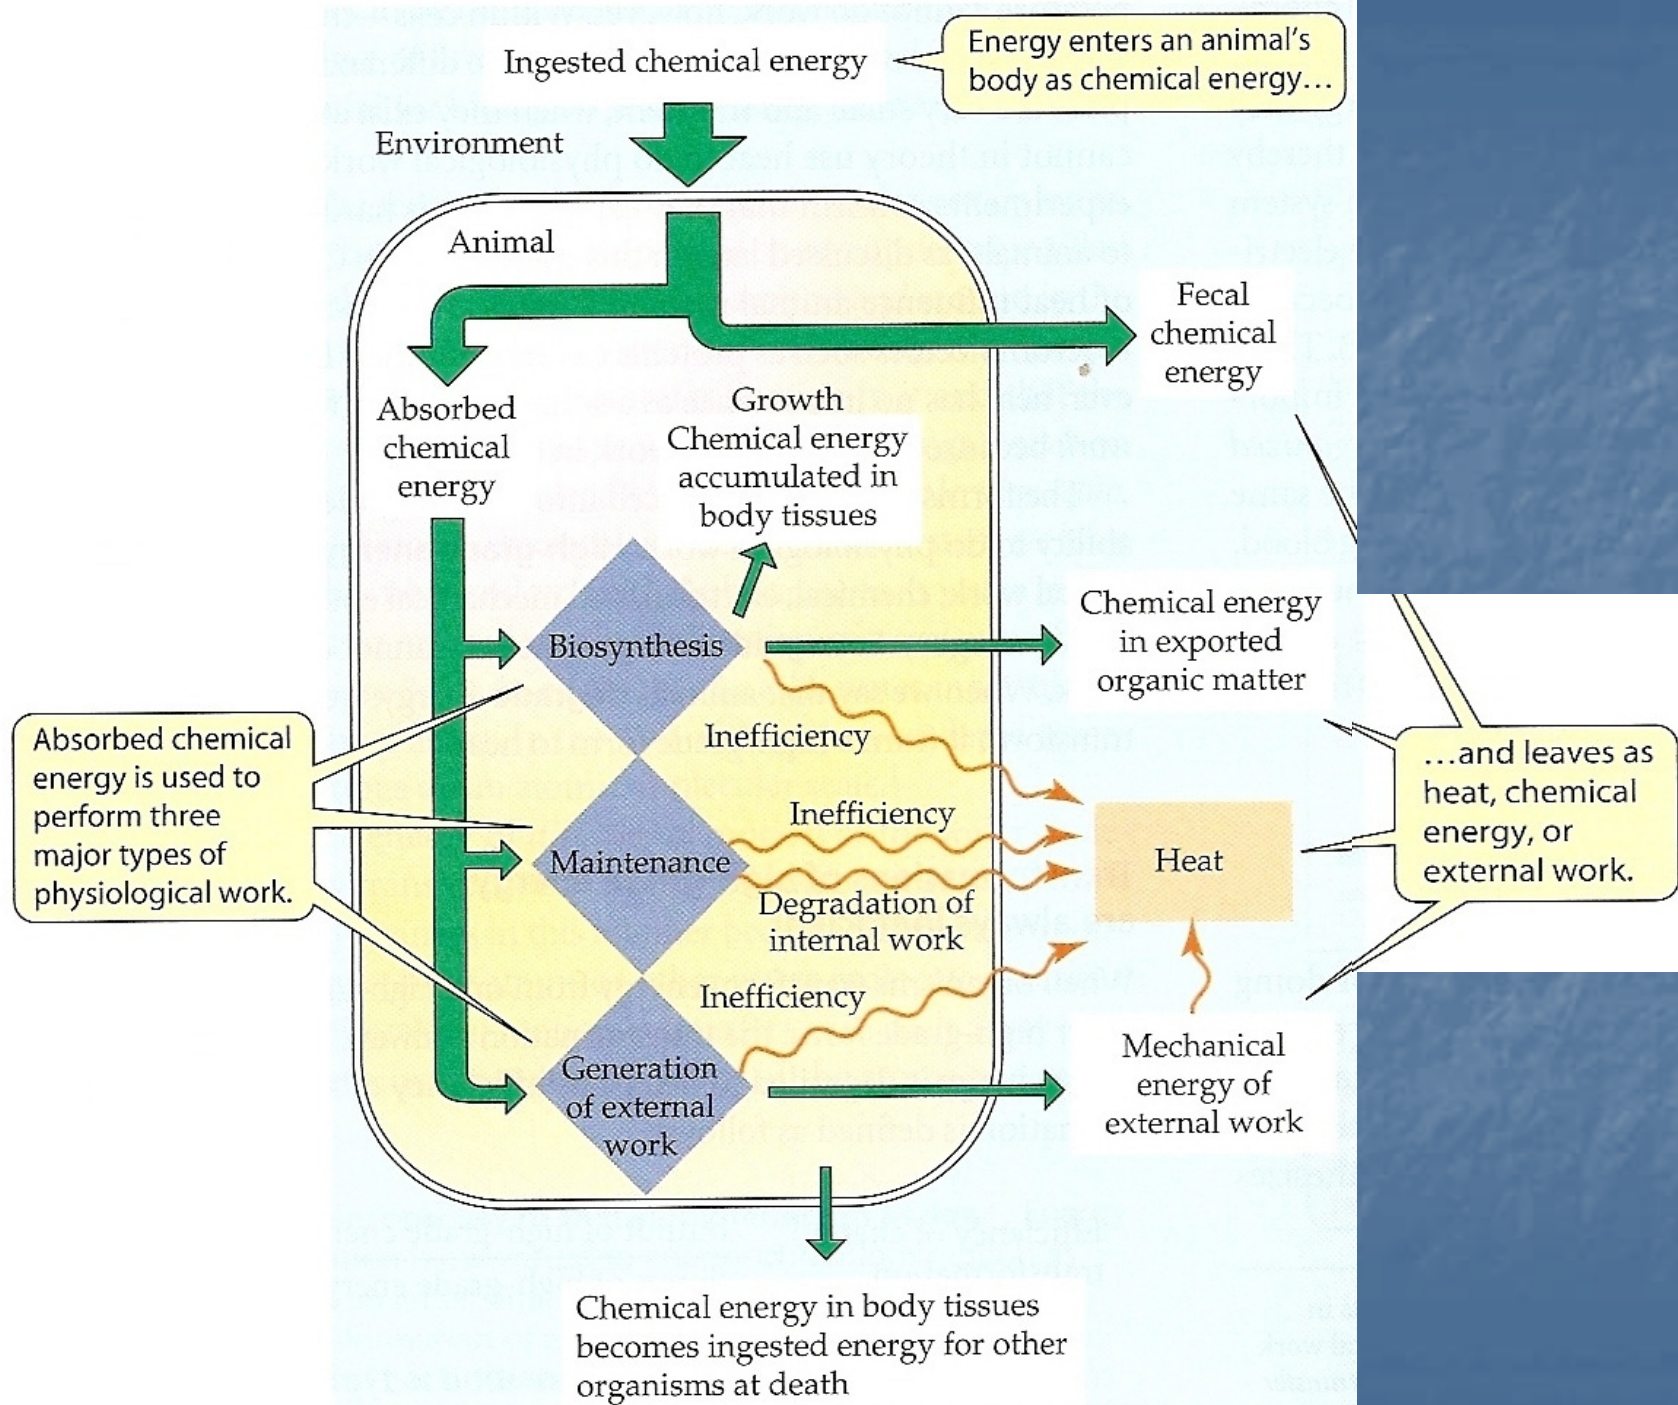 Ingested chemical energy
Energy enters an animal's
body as chemical energy...
Environment
Animal
Fecal
chemical
energy
Absorbed
chemical
energy
Growth
Chemical energy
accumulated in
body tissues
Biosynthesis
Chemical energy
in exported
organic matter
Inefficiency
Absorbed chemical
energy is used to
perform three
major types of
physiological work.
...and leaves as
heat, chemical
energy, or
external work.
Inefficiency
Maintenance
Heat
Degradation of
internal work
Inefficiency
Generation
of external
work
Mechanical
energy of
external work
Chemical energy in body tissues
becomes ingested energy for other
organisms at death